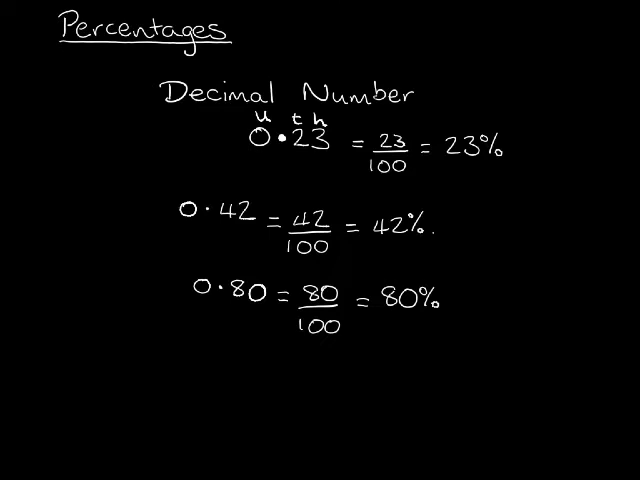 Percentages
Decimal Number
u t h
0.23 = 23/100 = 23%
0.42 = 42/100 = 42%.
0.80 = 80/100 = 80%